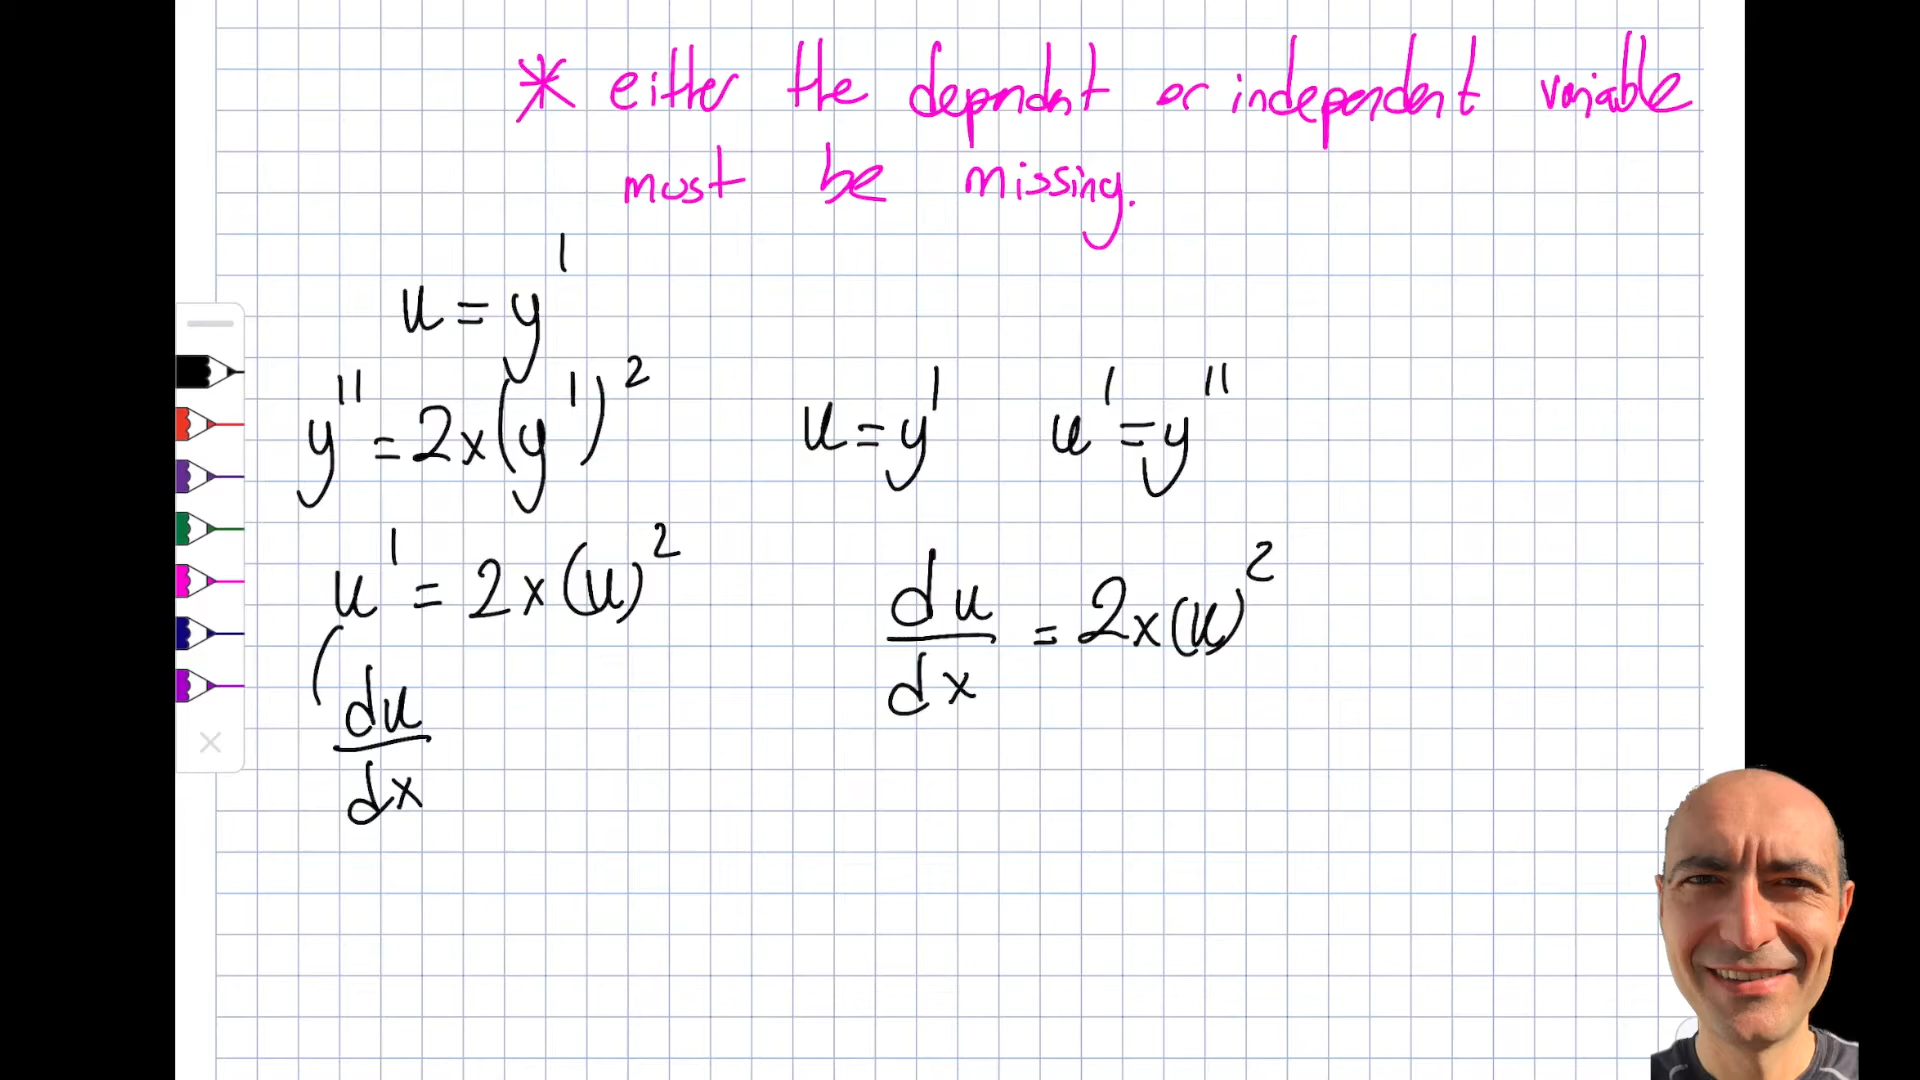 * either the dependent or independent variable
must be missing.
u = y'
y'' = 2x(y')²
u = y' u' = y''
u' = 2x(u)²
du/dx = 2x(u)²
du/dx